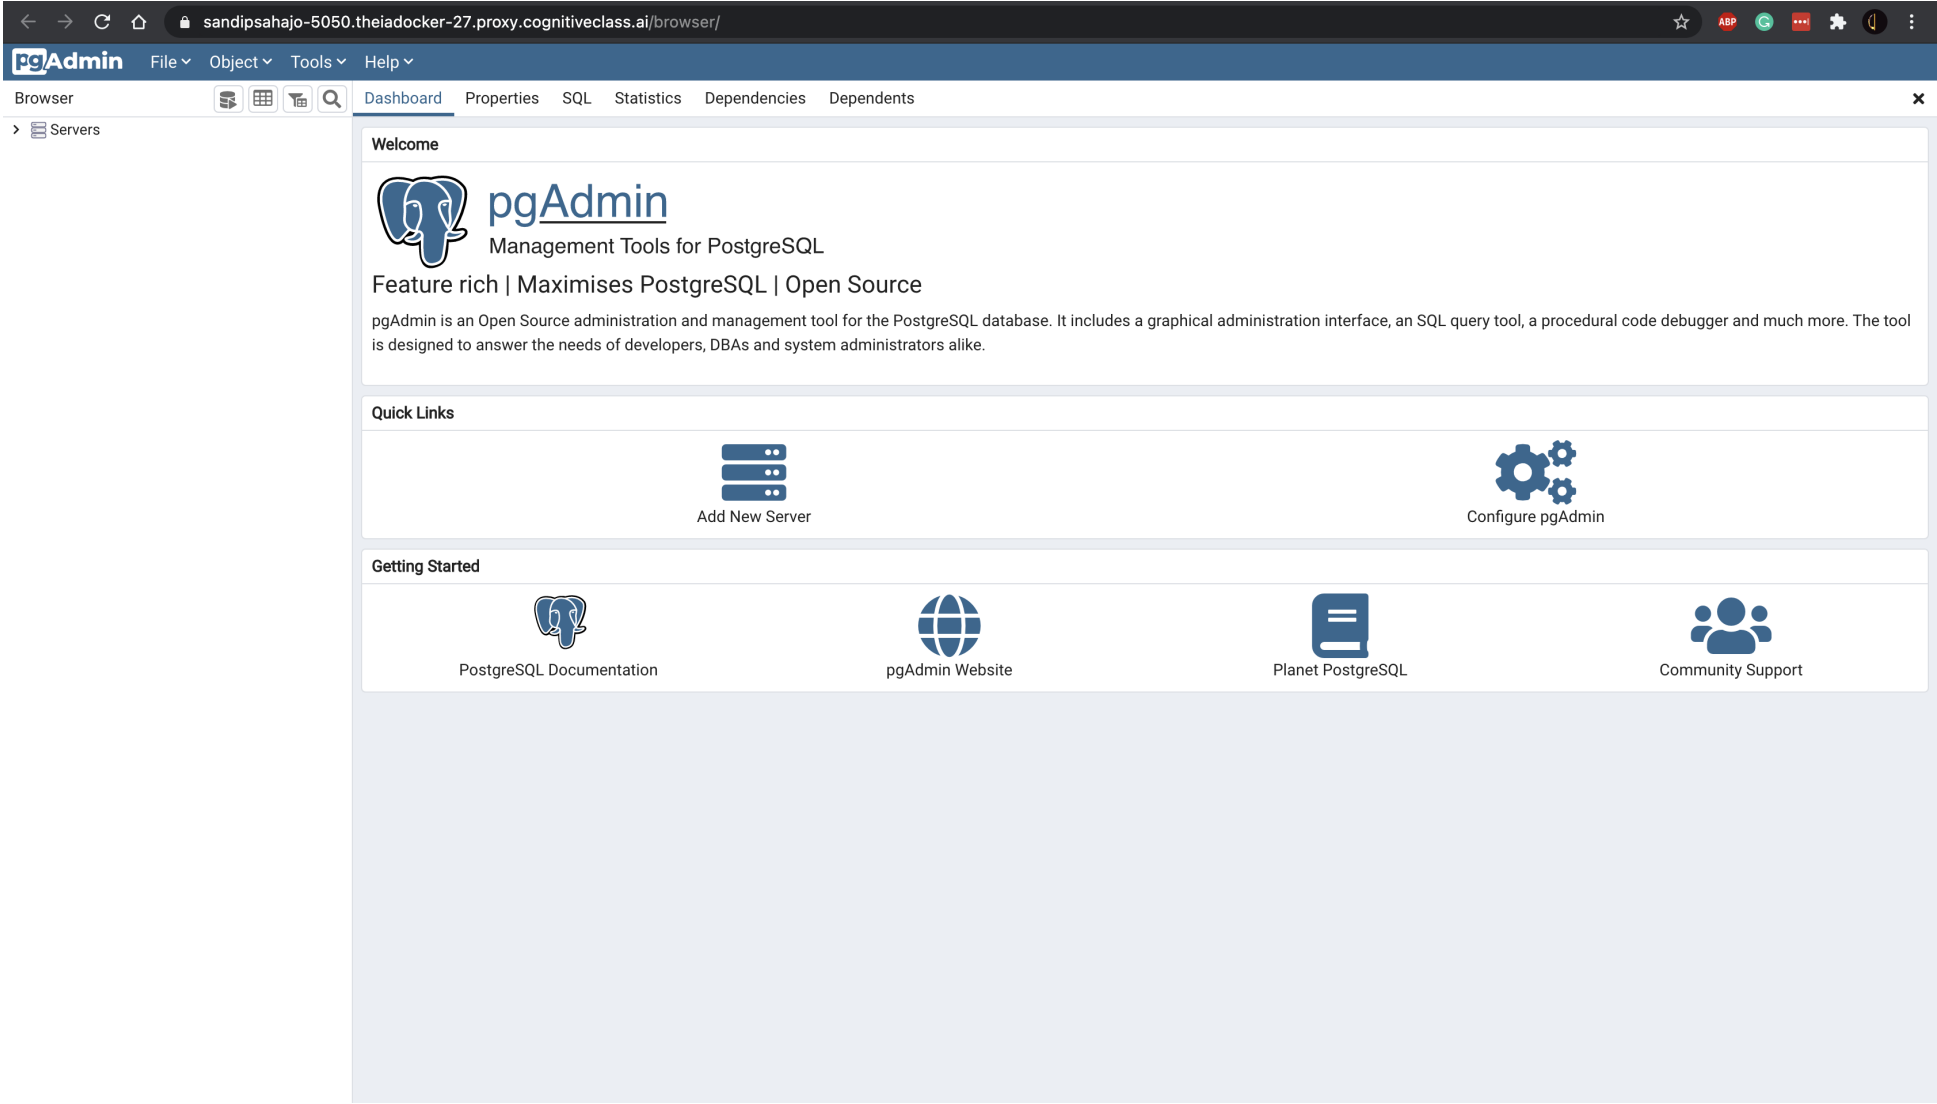 sandipsahajo-5050.theiadocker-27.proxy.cognitiveclass.ai/browser/
ABP
pgAdmin File Object Tools Help
Browser
Dashboard Properties SQL Statistics Dependencies Dependents
Servers
Welcome
pgAdmin
Management Tools for PostgreSQL
Feature rich | Maximises PostgreSQL | Open Source
pgAdmin is an Open Source administration and management tool for the PostgreSQL database. It includes a graphical administration interface, an SQL query tool, a procedural code debugger and much more. The tool
is designed to answer the needs of developers, DBAs and system administrators alike.
Quick Links
Add New Server
Configure pgAdmin
Getting Started
PostgreSQL Documentation
pgAdmin Website
Planet PostgreSQL
Community Support